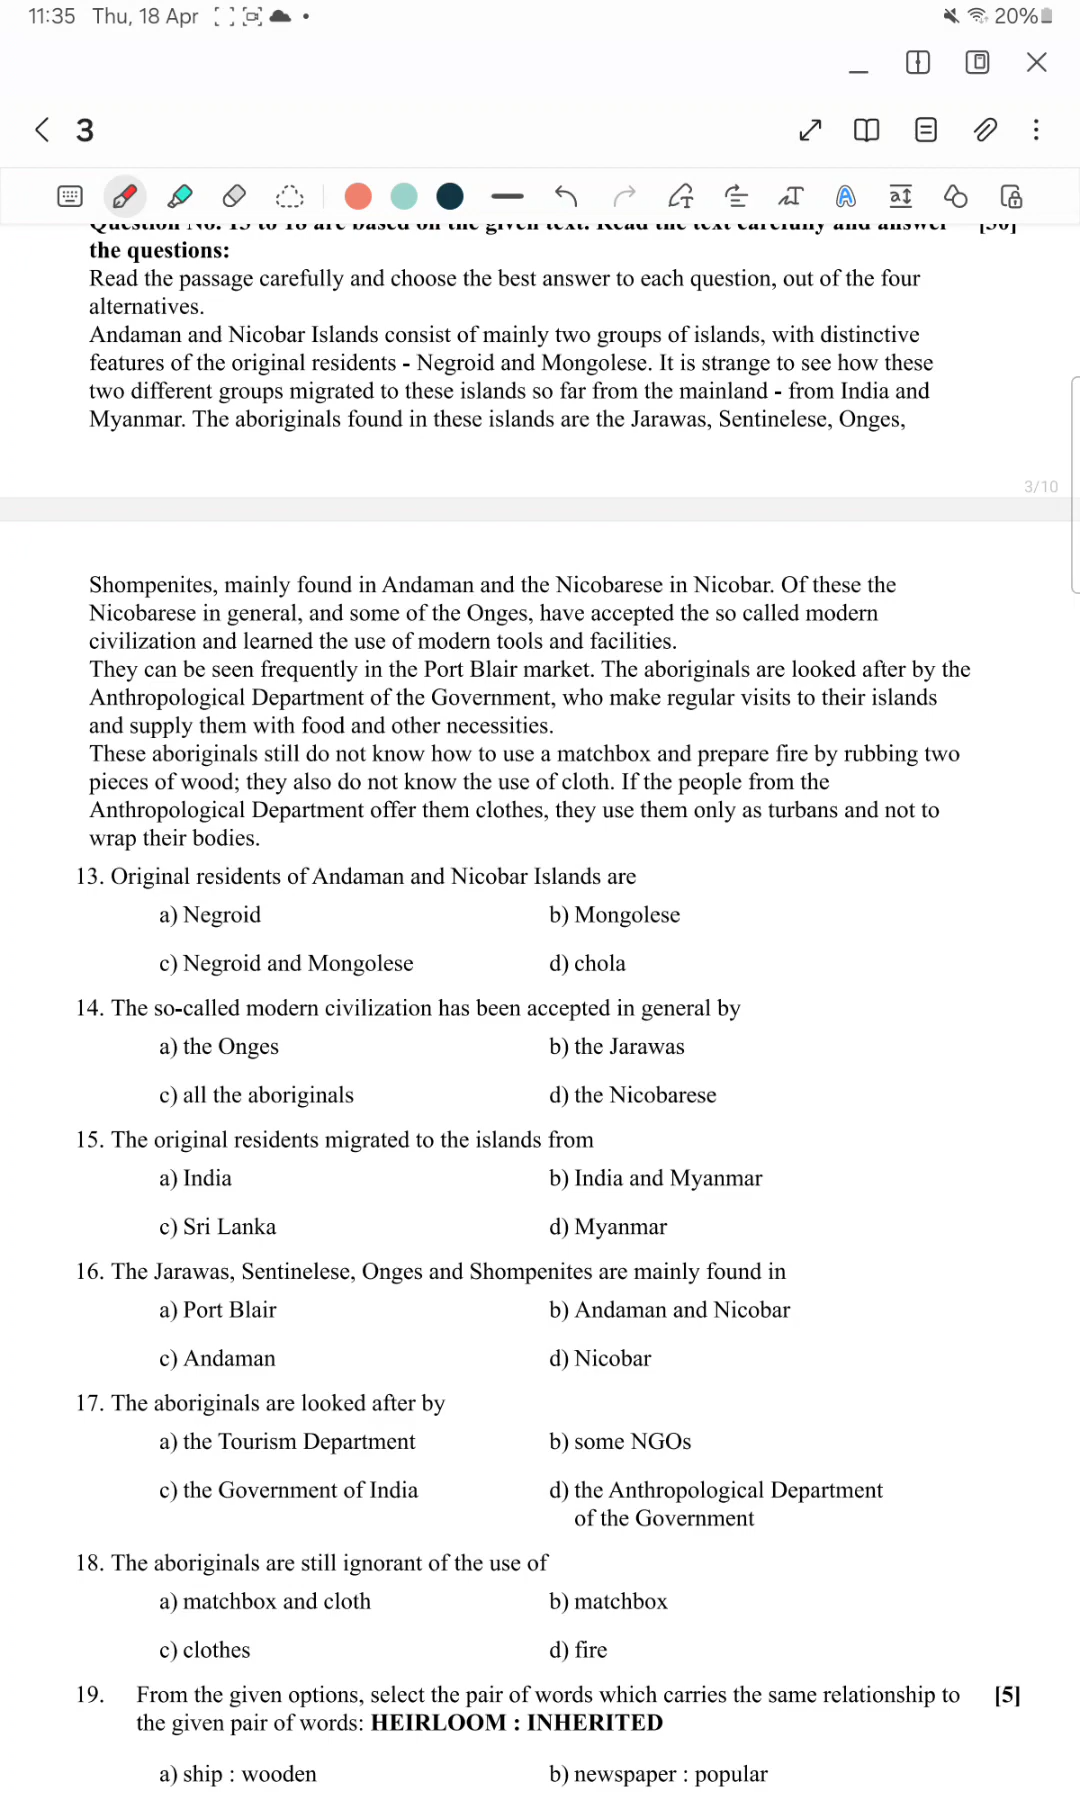 11:35 Thu, 18 Apr
20%
3
Question No. 13 to 18 are based on the given text. Read the text carefully and answer [30]
the questions:
Read the passage carefully and choose the best answer to each question, out of the four
alternatives.
Andaman and Nicobar Islands consist of mainly two groups of islands, with distinctive
features of the original residents - Negroid and Mongolese. It is strange to see how these
two different groups migrated to these islands so far from the mainland - from India and
Myanmar. The aboriginals found in these islands are the Jarawas, Sentinelese, Onges,
3/10
Shompenites, mainly found in Andaman and the Nicobarese in Nicobar. Of these the
Nicobarese in general, and some of the Onges, have accepted the so called modern
civilization and learned the use of modern tools and facilities.
They can be seen frequently in the Port Blair market. The aboriginals are looked after by the
Anthropological Department of the Government, who make regular visits to their islands
and supply them with food and other necessities.
These aboriginals still do not know how to use a matchbox and prepare fire by rubbing two
pieces of wood; they also do not know the use of cloth. If the people from the
Anthropological Department offer them clothes, they use them only as turbans and not to
wrap their bodies.
13. Original residents of Andaman and Nicobar Islands are
a) Negroid b) Mongolese
c) Negroid and Mongolese d) chola
14. The so-called modern civilization has been accepted in general by
a) the Onges b) the Jarawas
c) all the aboriginals d) the Nicobarese
15. The original residents migrated to the islands from
a) India b) India and Myanmar
c) Sri Lanka d) Myanmar
16. The Jarawas, Sentinelese, Onges and Shompenites are mainly found in
a) Port Blair b) Andaman and Nicobar
c) Andaman d) Nicobar
17. The aboriginals are looked after by
a) the Tourism Department b) some NGOs
c) the Government of India d) the Anthropological Department
of the Government
18. The aboriginals are still ignorant of the use of
a) matchbox and cloth b) matchbox
c) clothes d) fire
19. From the given options, select the pair of words which carries the same relationship to [5]
the given pair of words: HEIRLOOM : INHERITED
a) ship : wooden b) newspaper : popular